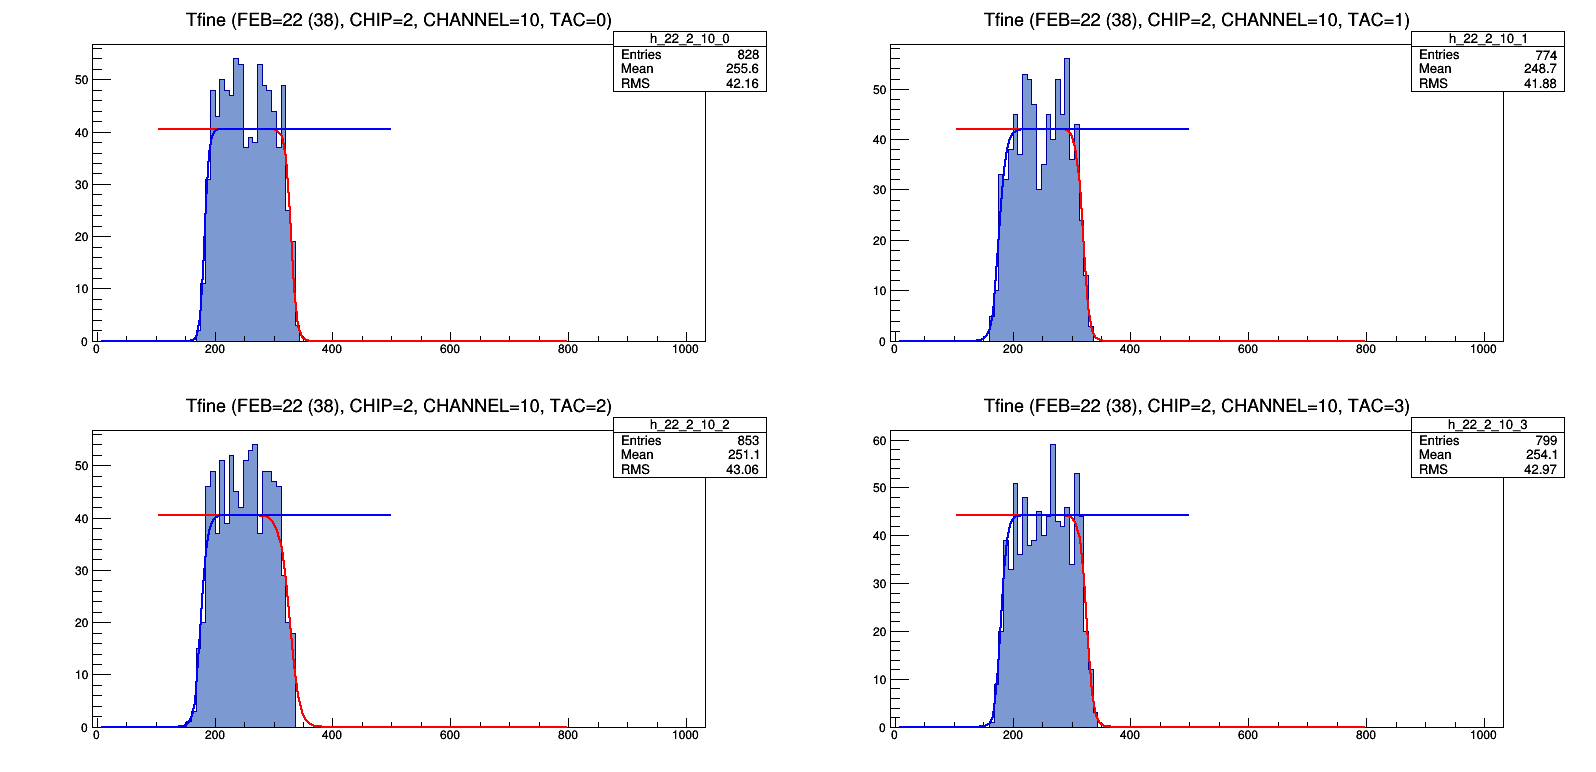 Tfine (FEB=22 (38), CHIP=2, CHANNEL=10, TAC=0)
h_22_2_10_0
Entries 828
Mean 255.6
RMS 42.16
50
40
30
20
10
0
0 200 400 600 800 1000
Tfine (FEB=22 (38), CHIP=2, CHANNEL=10, TAC=1)
h_22_2_10_1
Entries 774
Mean 248.7
RMS 41.88
50
40
30
20
10
0
0 200 400 600 800 1000
Tfine (FEB=22 (38), CHIP=2, CHANNEL=10, TAC=2)
h_22_2_10_2
Entries 853
Mean 251.1
RMS 43.06
50
40
30
20
10
0
0 200 400 600 800 1000
Tfine (FEB=22 (38), CHIP=2, CHANNEL=10, TAC=3)
h_22_2_10_3
Entries 799
Mean 254.1
RMS 42.97
60
50
40
30
20
10
0
0 200 400 600 800 1000